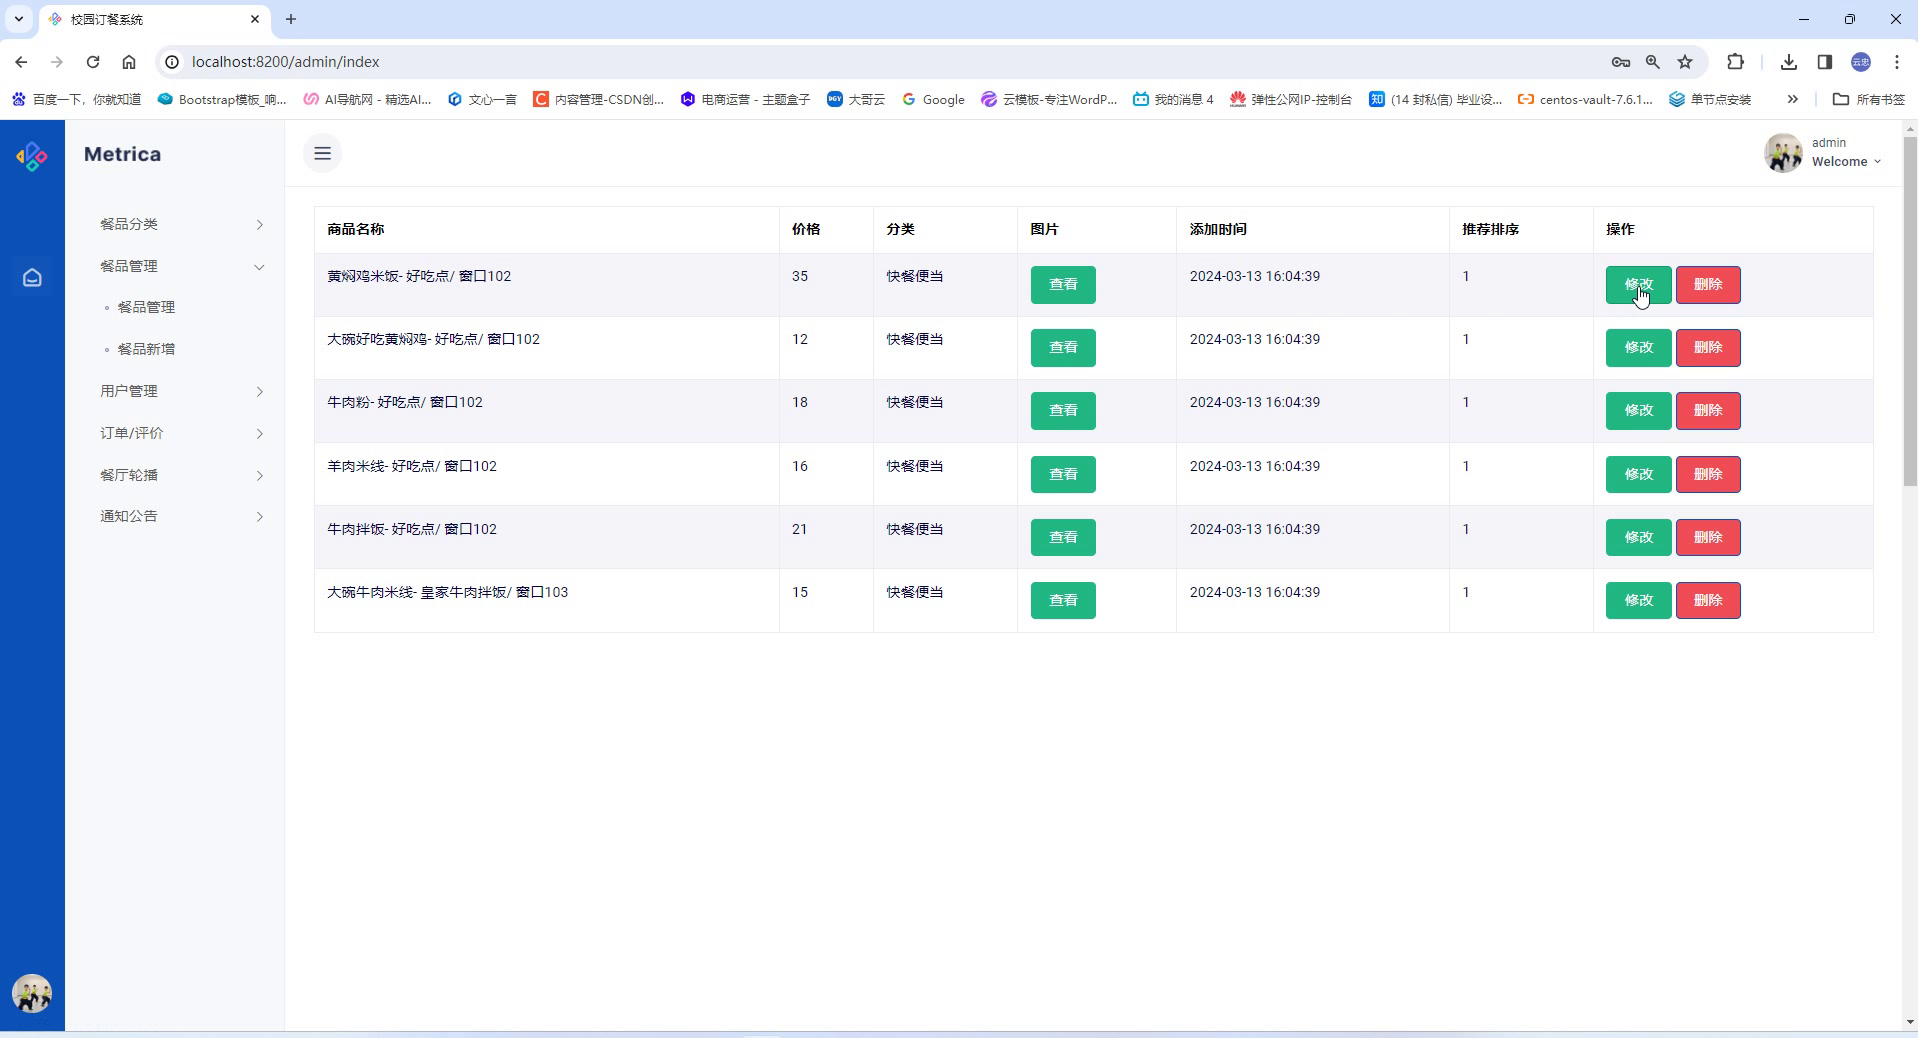 校园订餐系统
localhost:8200/admin/index
云忠
百度一下，你就知道
Bootstrap模板_响...
AI导航网 - 精选AI...
文心一言
内容管理-CSDN创...
电商运营 - 主题盒子
大哥云
Google
云模板-专注WordP...
我的消息 4
弹性公网IP-控制台
(14 封私信) 毕业设...
centos-vault-7.6.1...
单节点安装
所有书签
Metrica
admin
Welcome
餐品分类
餐品管理
餐品管理
餐品新增
用户管理
订单/评价
餐厅轮播
通知公告
商品名称 价格 分类 图片 添加时间 推荐排序 操作
黄焖鸡米饭- 好吃点/ 窗口102 35 快餐便当 查看 2024-03-13 16:04:39 1 修改 删除
大碗好吃黄焖鸡- 好吃点/ 窗口102 12 快餐便当 查看 2024-03-13 16:04:39 1 修改 删除
牛肉粉- 好吃点/ 窗口102 18 快餐便当 查看 2024-03-13 16:04:39 1 修改 删除
羊肉米线- 好吃点/ 窗口102 16 快餐便当 查看 2024-03-13 16:04:39 1 修改 删除
牛肉拌饭- 好吃点/ 窗口102 21 快餐便当 查看 2024-03-13 16:04:39 1 修改 删除
大碗牛肉米线- 皇家牛肉拌饭/ 窗口103 15 快餐便当 查看 2024-03-13 16:04:39 1 修改 删除